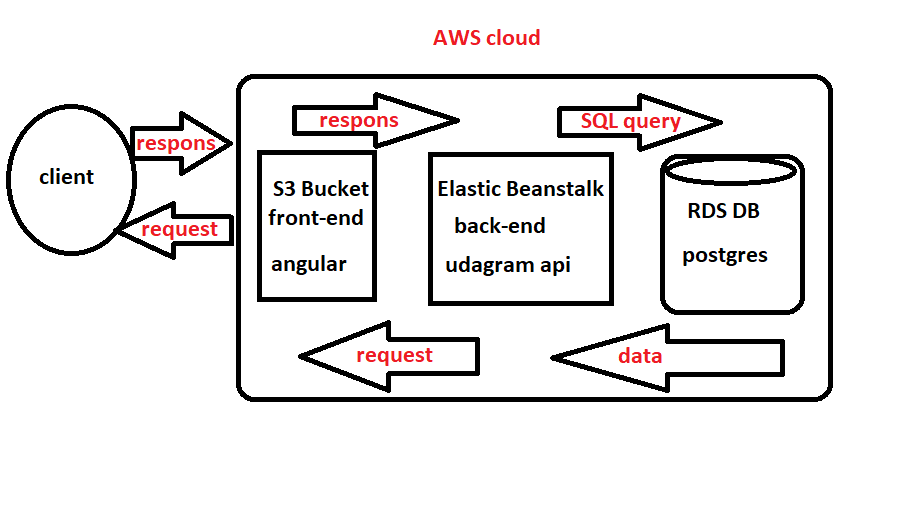 AWS cloud
respons
SQL query
respons
client
request
S3 Bucket
front-end
angular
Elastic Beanstalk
back-end
udagram api
RDS DB
postgres
request
data